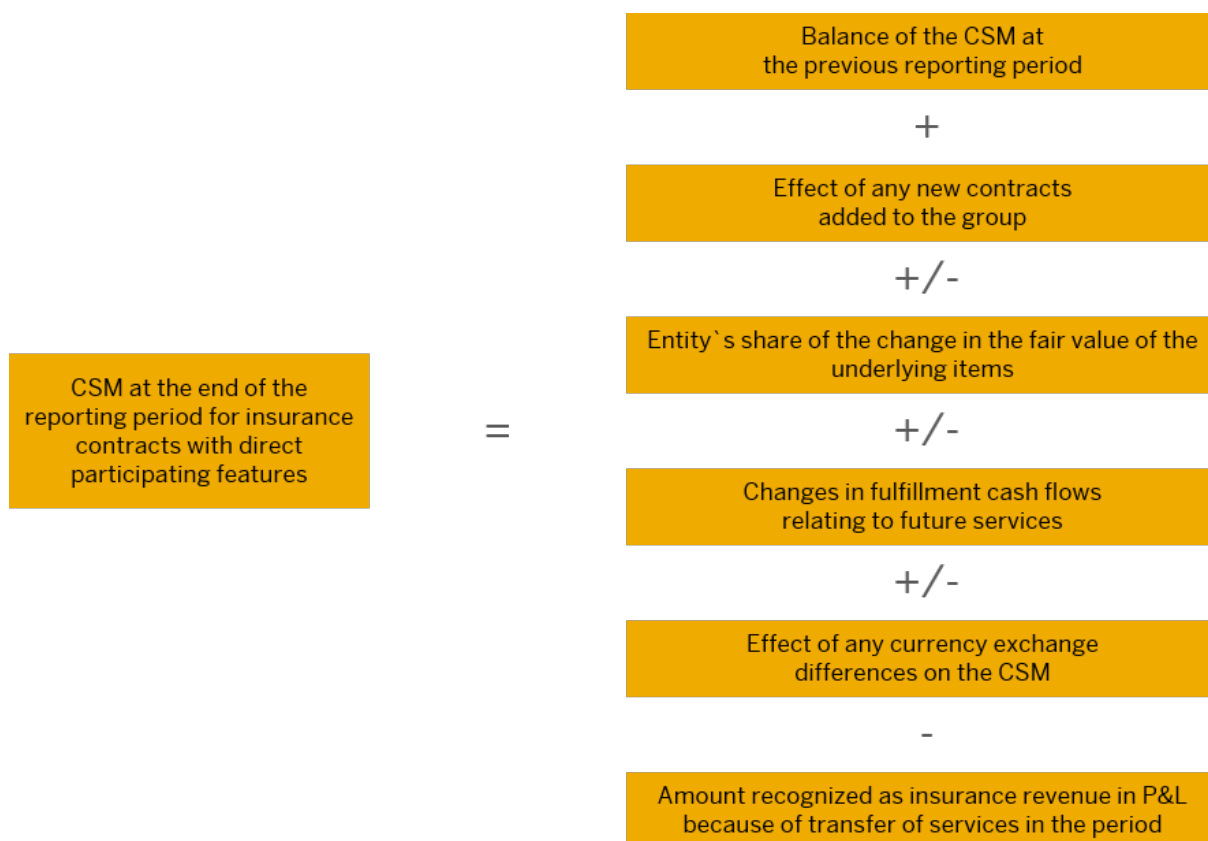 Balance of the CSM at
the previous reporting period
+
Effect of any new contracts
added to the group
+/-
Entity`s share of the change in the fair value of the
underlying items
CSM at the end of the
reporting period for insurance
contracts with direct
participating features
=
+/-
Changes in fulfillment cash flows
relating to future services
+/-
Effect of any currency exchange
differences on the CSM
-
Amount recognized as insurance revenue in P&L
because of transfer of services in the period